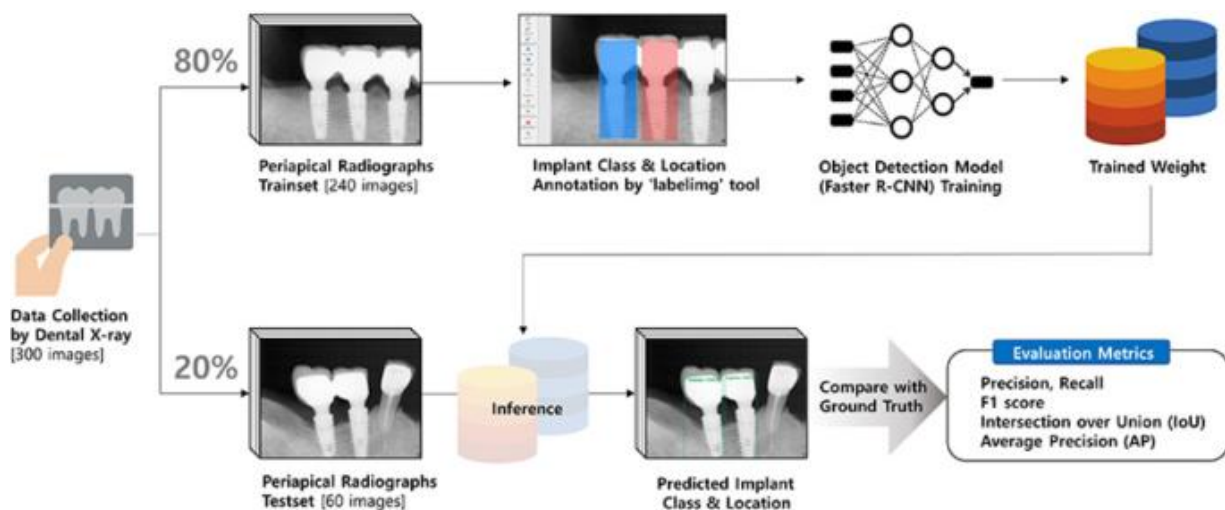 80%
Periapical Radiographs
Trainset [240 images]
Implant Class & Location
Annotation by 'labelimg' tool
Object Detection Model
(Faster R-CNN) Training
Trained Weight
Data Collection
by Dental X-ray
[300 images]
20%
Periapical Radiographs
Testset [60 images]
Inference
Predicted Implant
Class & Location
Compare with
Ground Truth
Evaluation Metrics
Precision, Recall
F1 score
Intersection over Union (IoU)
Average Precision (AP)